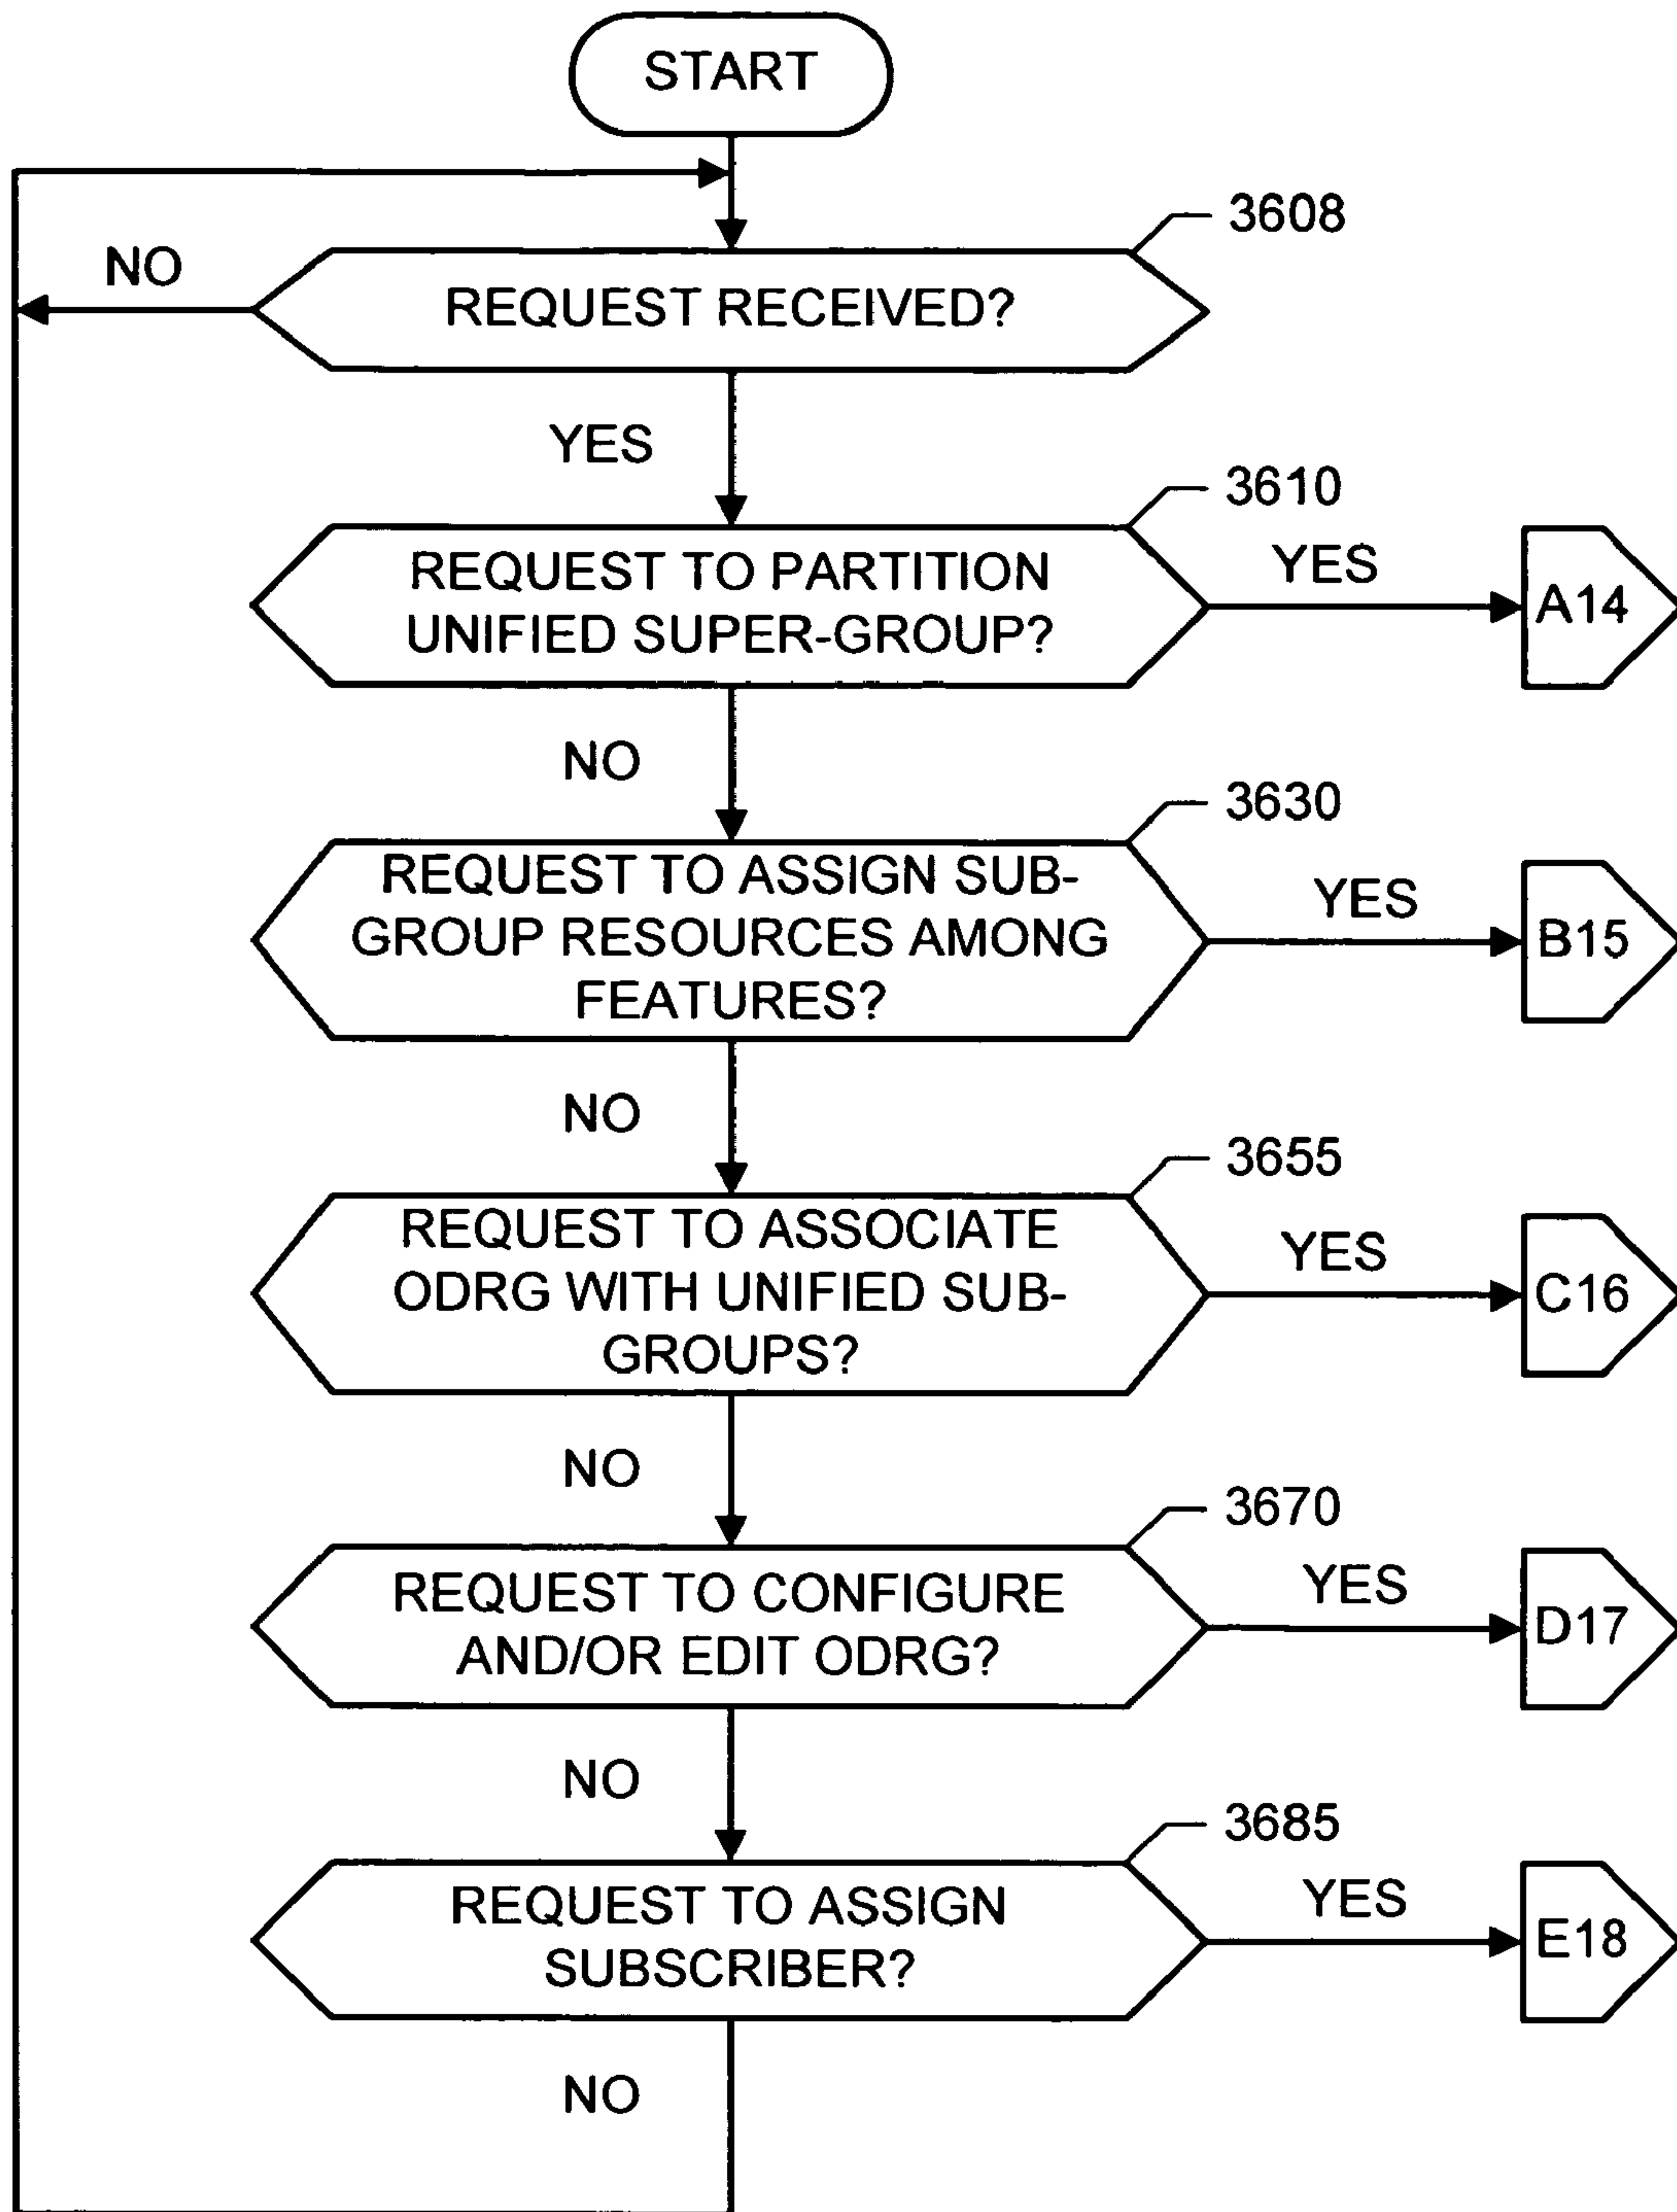 START
3608
NO
REQUEST RECEIVED?
YES
3610
REQUEST TO PARTITION
UNIFIED SUPER-GROUP?
YES
A14
NO
3630
REQUEST TO ASSIGN SUB-
GROUP RESOURCES AMONG
FEATURES?
YES
B15
NO
3655
REQUEST TO ASSOCIATE
ODRG WITH UNIFIED SUB-
GROUPS?
YES
C16
NO
3670
REQUEST TO CONFIGURE
AND/OR EDIT ODRG?
YES
D17
NO
3685
REQUEST TO ASSIGN
SUBSCRIBER?
YES
E18
NO